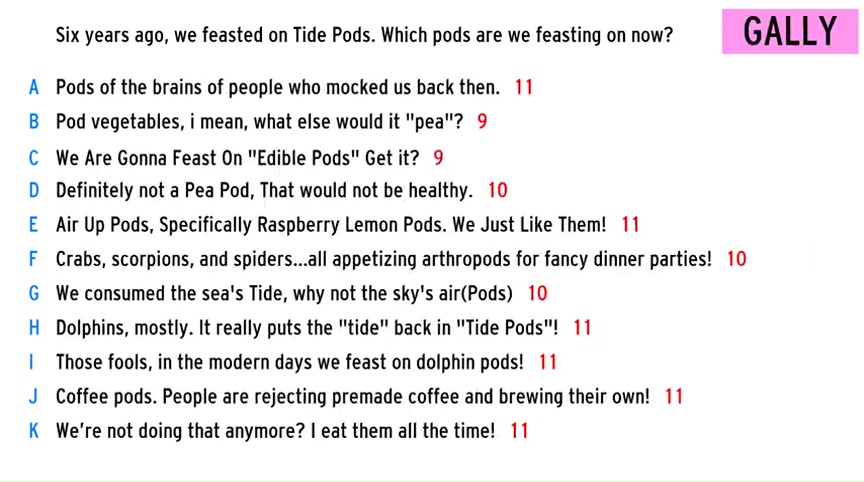 Six years ago, we feasted on Tide Pods. Which pods are we feasting on now?
GALLY
A Pods of the brains of people who mocked us back then. 11
B Pod vegetables, i mean, what else would it "pea"? 9
C We Are Gonna Feast On "Edible Pods" Get it? 9
D Definitely not a Pea Pod, That would not be healthy. 10
E Air Up Pods, Specifically Raspberry Lemon Pods. We Just Like Them! 11
F Crabs, scorpions, and spiders...all appetizing arthropods for fancy dinner parties! 10
G We consumed the sea's Tide, why not the sky's air(Pods) 10
H Dolphins, mostly. It really puts the "tide" back in "Tide Pods"! 11
I Those fools, in the modern days we feast on dolphin pods! 11
J Coffee pods. People are rejecting premade coffee and brewing their own! 11
K We're not doing that anymore? I eat them all the time! 11